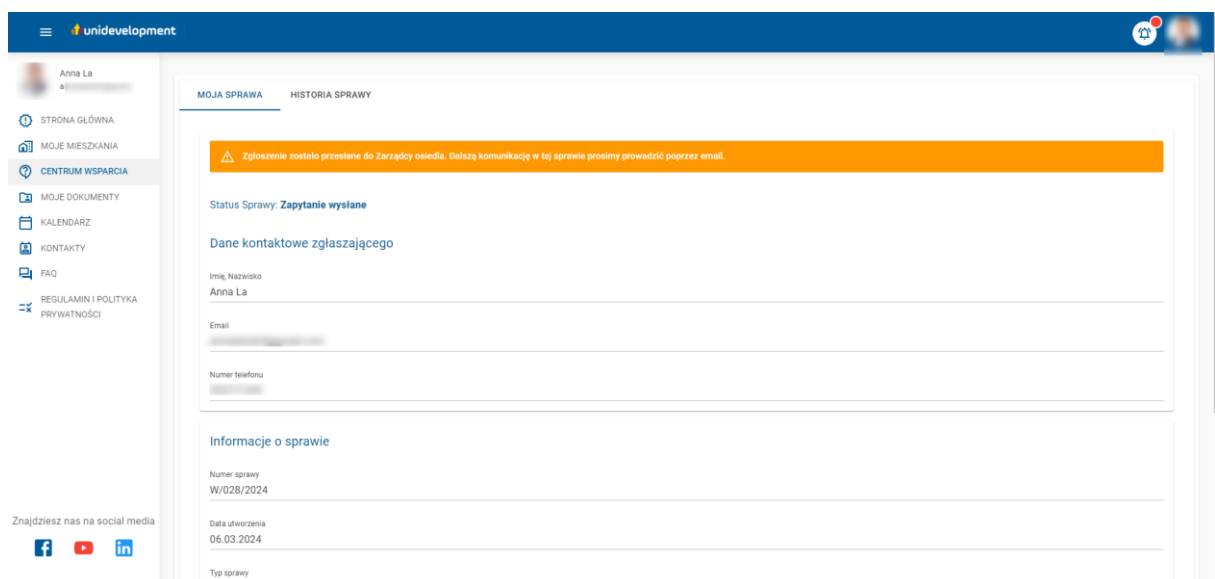 unidevelopment
Anna La
a
STRONA GŁÓWNA
MOJE MIESZKANIA
CENTRUM WSPARCIA
MOJE DOKUMENTY
KALENDARZ
KONTAKTY
FAQ
REGULAMIN I POLITYKA
PRYWATNOŚCI
Znajdziesz nas na social media
MOJA SPRAWA
HISTORIA SPRAWY
Zgłoszenie zostało przesłane do Zarządcy osiedla. Dalszą komunikację w tej sprawie prosimy prowadzić poprzez email.
Status Sprawy: Zapytanie wysłane
Dane kontaktowe zgłaszającego
Imię, Nazwisko
Anna La
Email
Numer telefonu
Informacje o sprawie
Numer sprawy
W/028/2024
Data utworzenia
06.03.2024
Typ sprawy